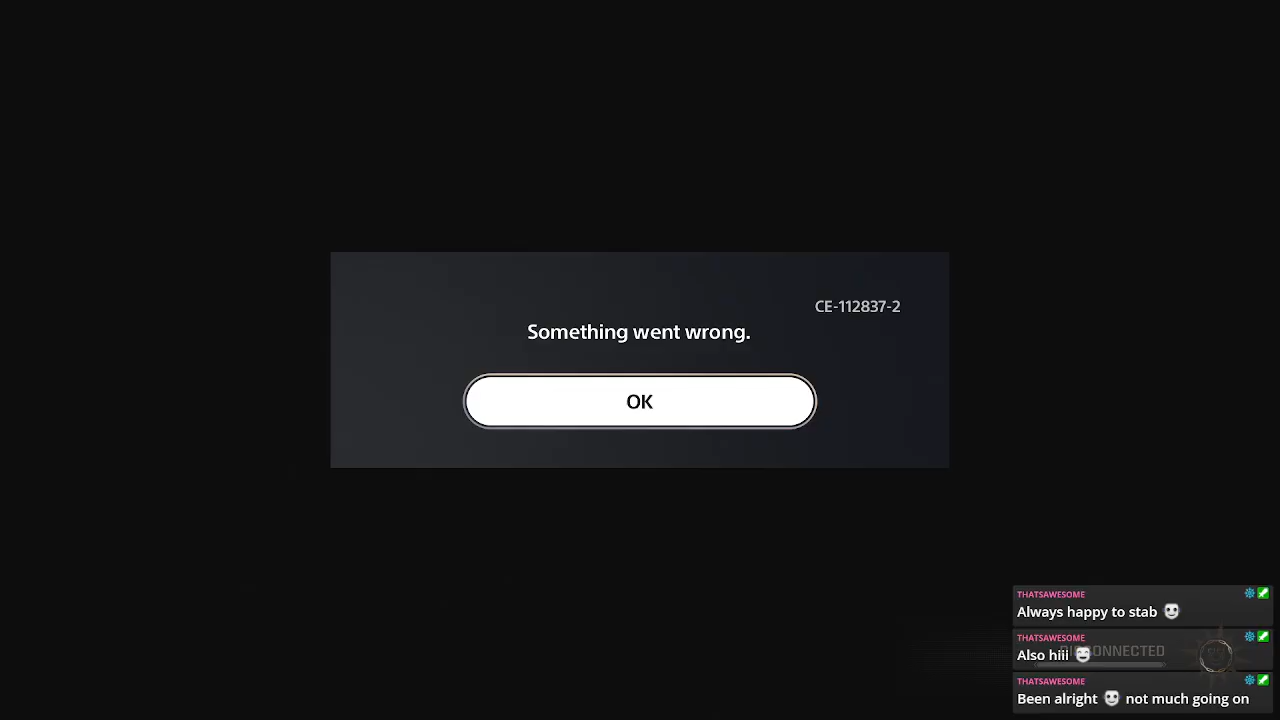 CE-112837-2
Something went wrong.
OK
THATSAWESOME
Always happy to stab
THATSAWESOME
Also hiii
THATSAWESOME
Been alright not much going on